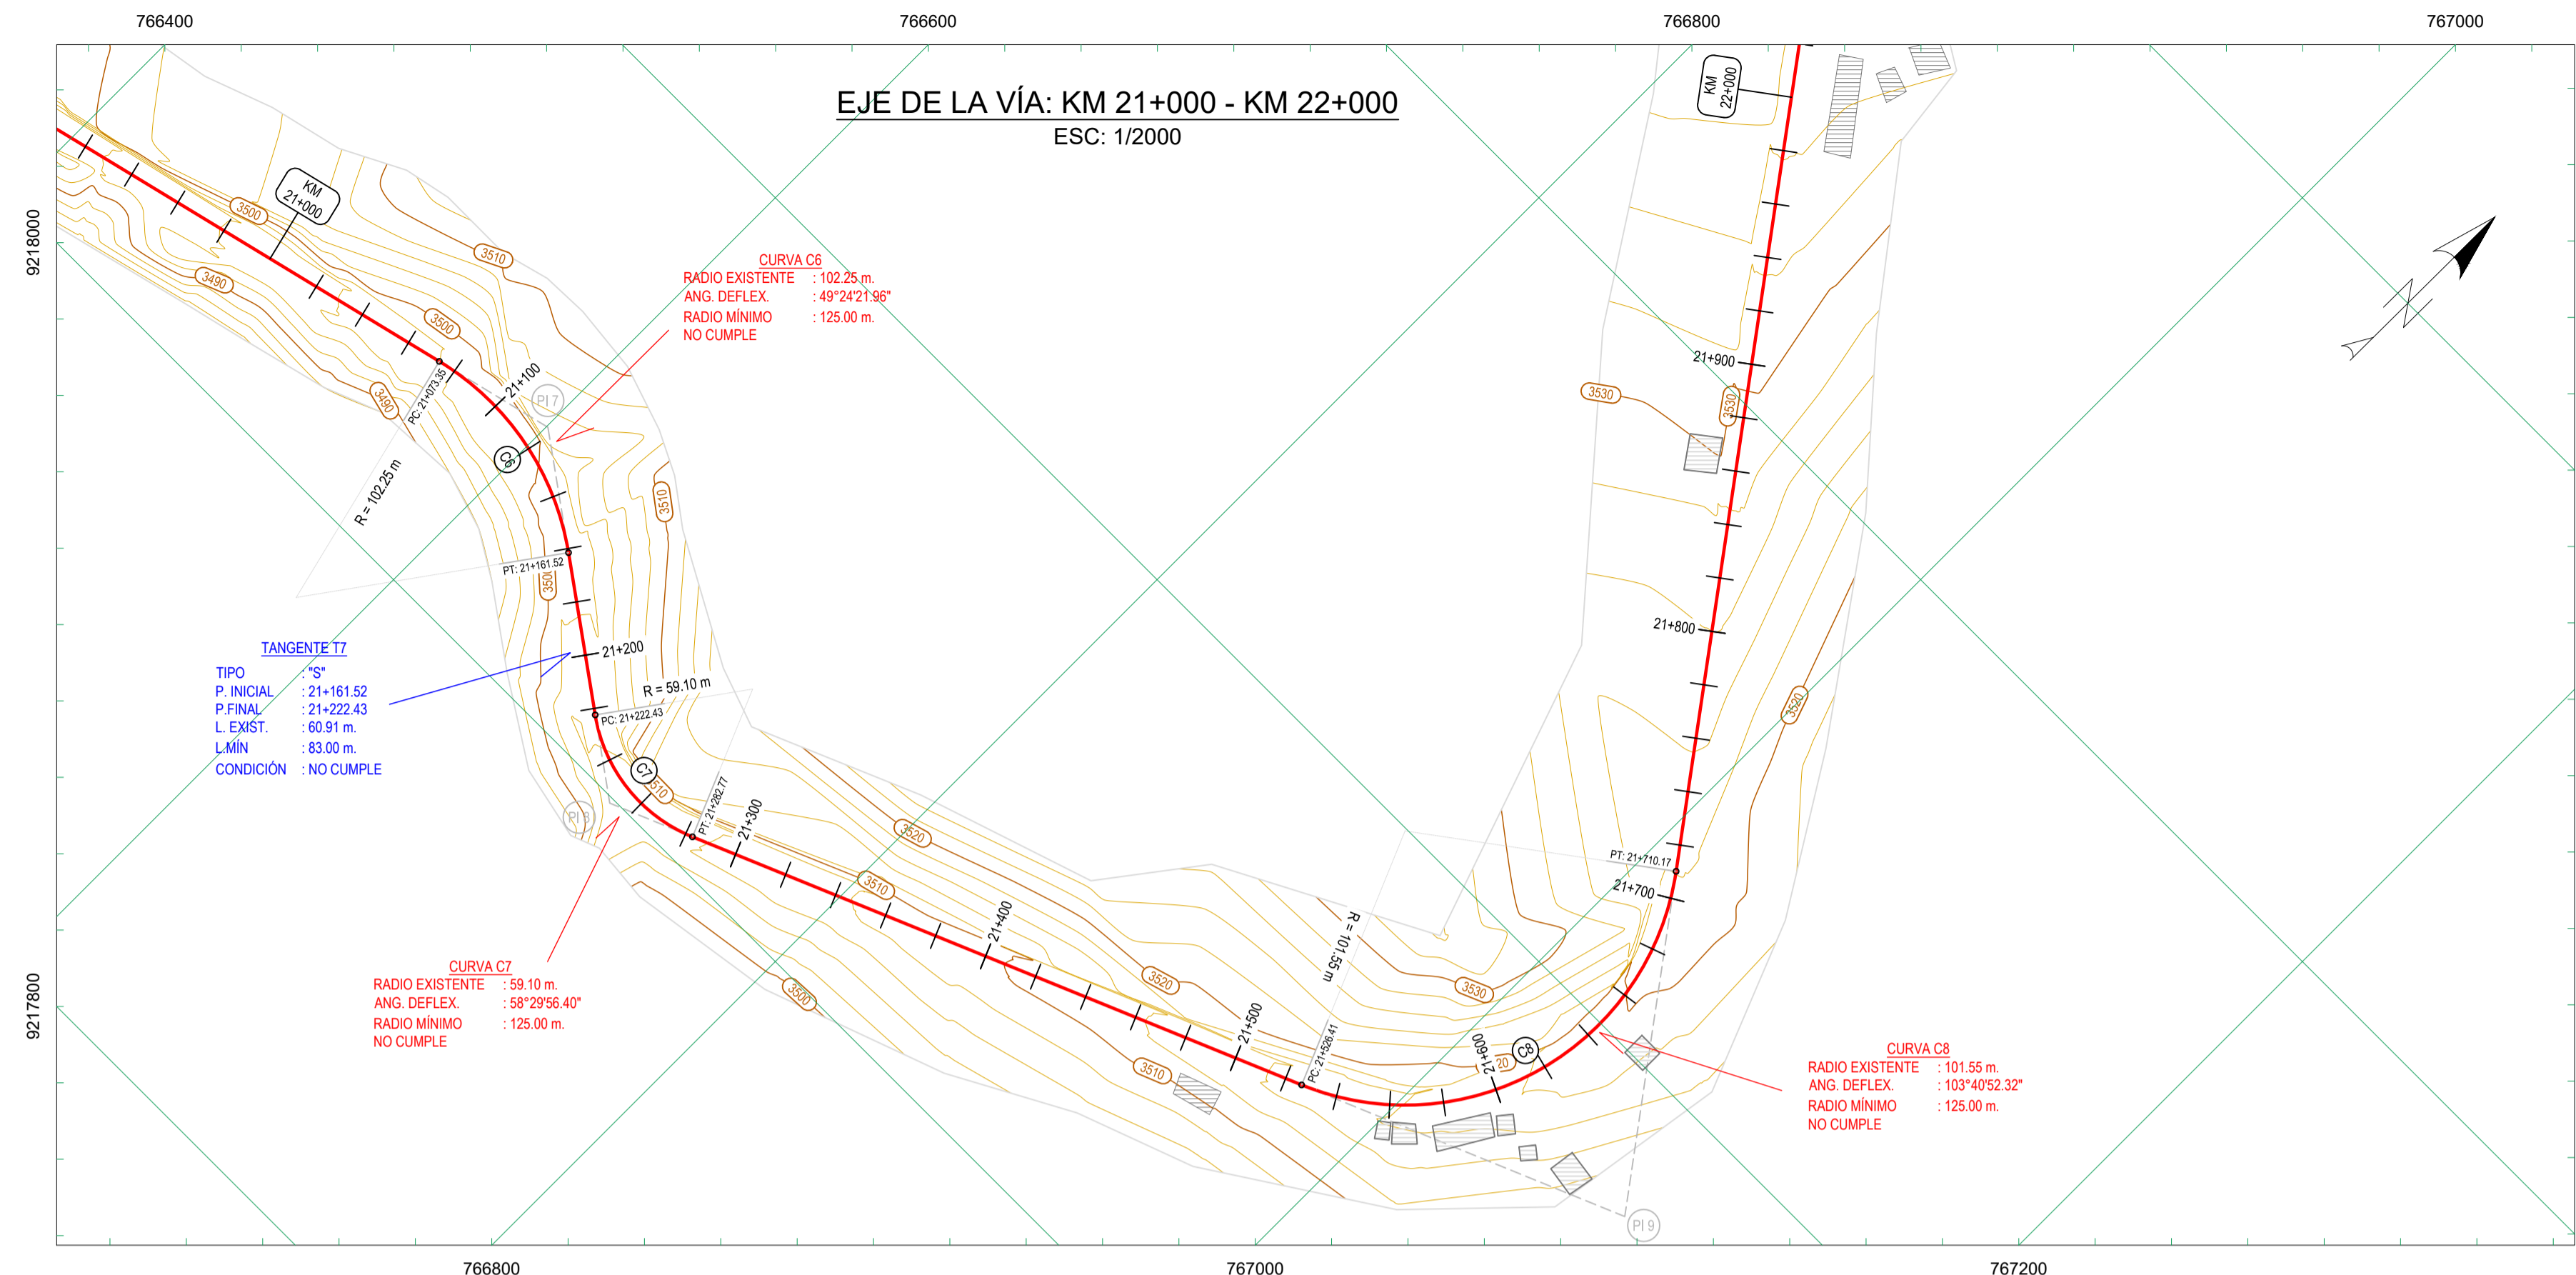 766400
766600
766800
767000
EJE DE LA VÍA: KM 21+000 - KM 22+000
ESC: 1/2000
KM
22+000
KM
21+000
9218000
3500
3510
3490
3500
3490
CURVA C6
RADIO EXISTENTE : 102.25 m.
ANG. DEFLEX. : 49°24'21.96"
RADIO MÍNIMO : 125.00 m.
NO CUMPLE
N
PC: 21+073.35
21+100
PI 7
C6
R = 102.25 m
3510
PT: 21+161.52
3500
21+900
3530
3530
21+800
TANGENTE T7
TIPO : "S"
P. INICIAL : 21+161.52
P.FINAL : 21+222.43
L. EXIST. : 60.91 m.
L.MÍN : 83.00 m.
CONDICIÓN : NO CUMPLE
21+200
R = 59.10 m
PC: 21+222.43
3520
C7
3510
PI 8
PT: 21+282.77
21+300
3520
3510
PT: 21+710.17
21+700
21+400
R = 101.55 m
CURVA C7
RADIO EXISTENTE : 59.10 m.
ANG. DEFLEX. : 58°29'56.40"
RADIO MÍNIMO : 125.00 m.
NO CUMPLE
9217800
3500
3520
3530
21+500
PC: 21+526.41
3510
21+600
20
C8
CURVA C8
RADIO EXISTENTE : 101.55 m.
ANG. DEFLEX. : 103°40'52.32"
RADIO MÍNIMO : 125.00 m.
NO CUMPLE
PI 9
766800
767000
767200